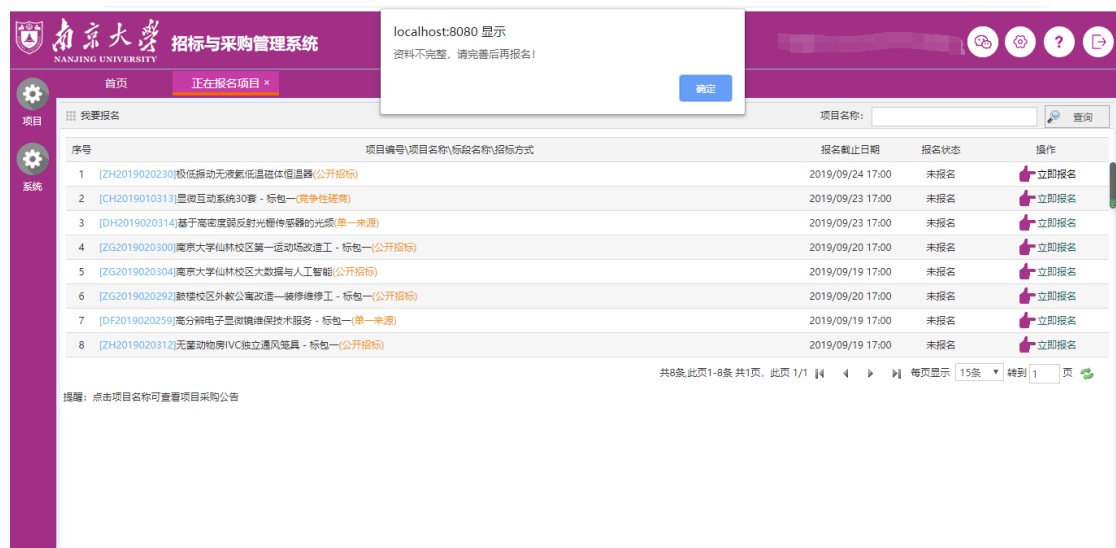 localhost:8080 显示
资料不完整，请完善后再报名！
确定
南京大学
NANJING UNIVERSITY
招标与采购管理系统
?
首页 正在报名项目 ×
项目
系统
我要报名 项目名称： 查询
序号 项目编号\项目名称\标段名称\招标方式 报名截止日期 报名状态 操作
1 [ZH2019020230]极低振动无液氦低温磁体恒温器(公开招标) 2019/09/24 17:00 未报名 立即报名
2 [CH2019010313]显微互动系统30套 - 标包一(竞争性磋商) 2019/09/23 17:00 未报名 立即报名
3 [DH2019020314]基于高密度弱反射光栅传感器的光缆(单一来源) 2019/09/23 17:00 未报名 立即报名
4 [ZG2019020300]南京大学仙林校区第一运动场改造工 - 标包一(公开招标) 2019/09/20 17:00 未报名 立即报名
5 [ZG2019020304]南京大学仙林校区大数据与人工智能(公开招标) 2019/09/19 17:00 未报名 立即报名
6 [ZG2019020292]鼓楼校区外教公寓改造—装修维修工 - 标包一(公开招标) 2019/09/20 17:00 未报名 立即报名
7 [DF2019020259]高分辨电子显微镜维保技术服务 - 标包一(单一来源) 2019/09/19 17:00 未报名 立即报名
8 [ZH2019020312]无菌动物房IVC独立通风笼具 - 标包一(公开招标) 2019/09/19 17:00 未报名 立即报名
共8条,此页1-8条 共1页，此页 1/1 每页显示 15条 转到 1 页
提醒：点击项目名称可查看项目采购公告